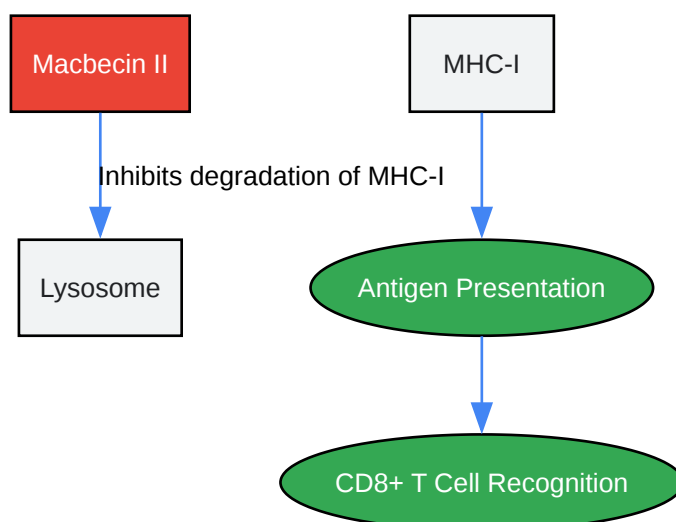 Macbecin II
MHC-I
Inhibits degradation of MHC-I
Lysosome
Antigen Presentation
CD8+ T Cell Recognition